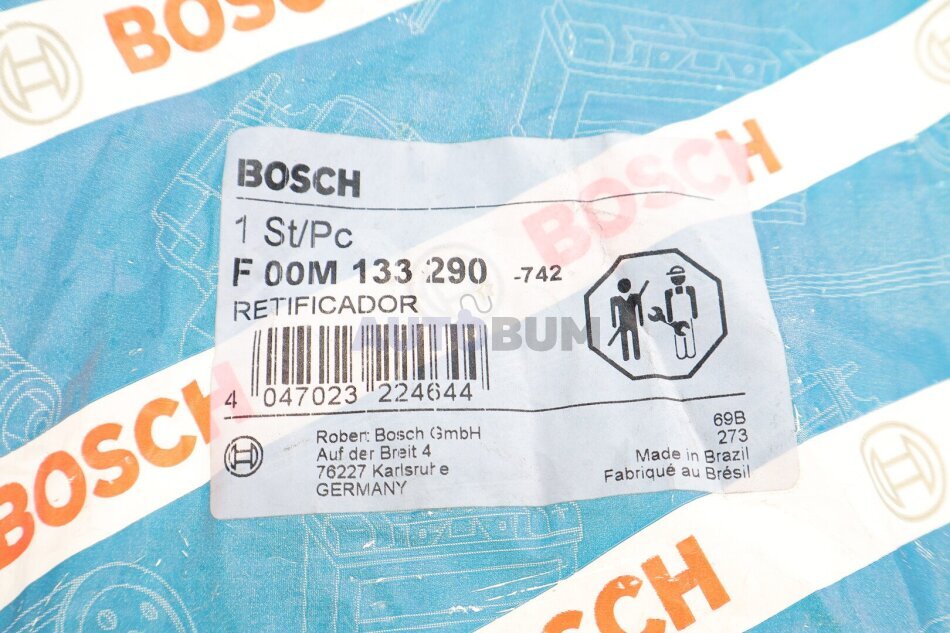 BOSCH
BOSCH
BOSCH
1 St/Pc
F 00M 133 290 -742
RETIFICADOR
AUTOBUM
4 047023 224644
BOSCH
69B
273
Robert Bosch GmbH
Auf der Breit 4
76227 Karlsruhe
GERMANY
Made in Brazil
Fabriqué au Brésil
BOSCH